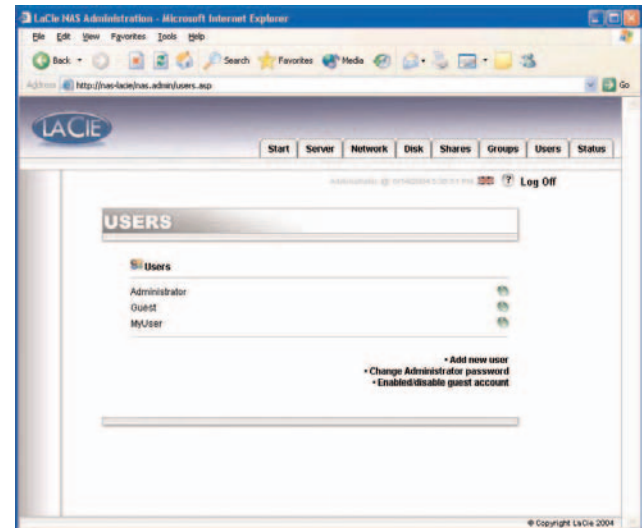 LaCie NAS Administration - Microsoft Internet Explorer
File Edit View Favorites Tools Help
Back Search Favorites Media
Address http://nas-lacie/nas.admin/users.asp Go
LACIE
Start Server Network Disk Shares Groups Users Status
? Log Off
USERS
Users
Administrator
Guest
MyUser
• Add new user
• Change Administrator password
• Enabled/disable guest account
© Copyright LaCie 2004